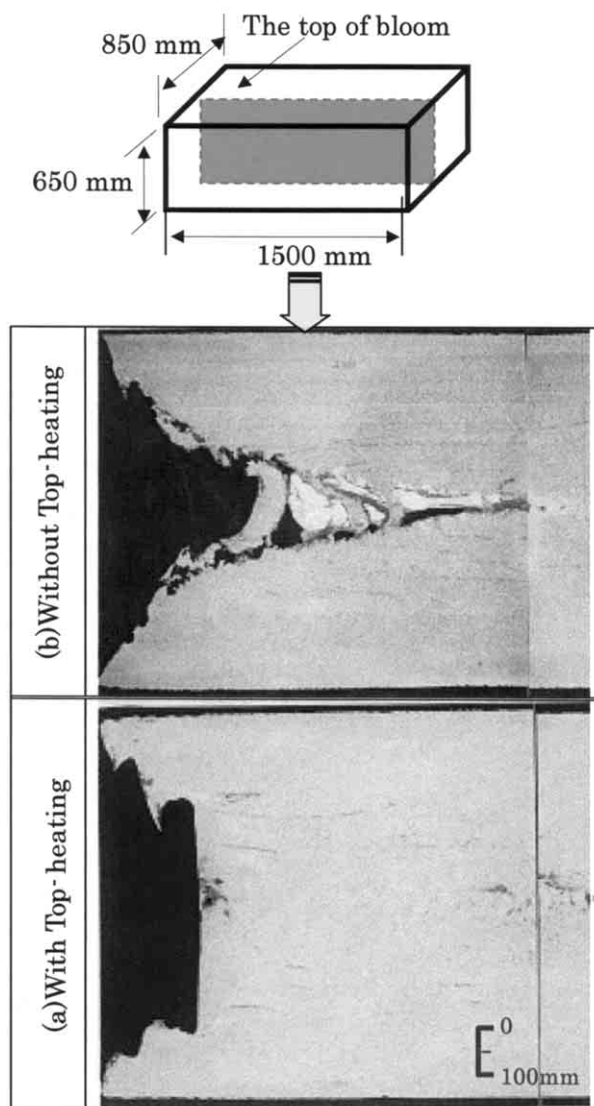 The top of bloom
850 mm
650 mm
1500 mm
(b)Without Top-heating
(a)With Top-heating
0
100mm